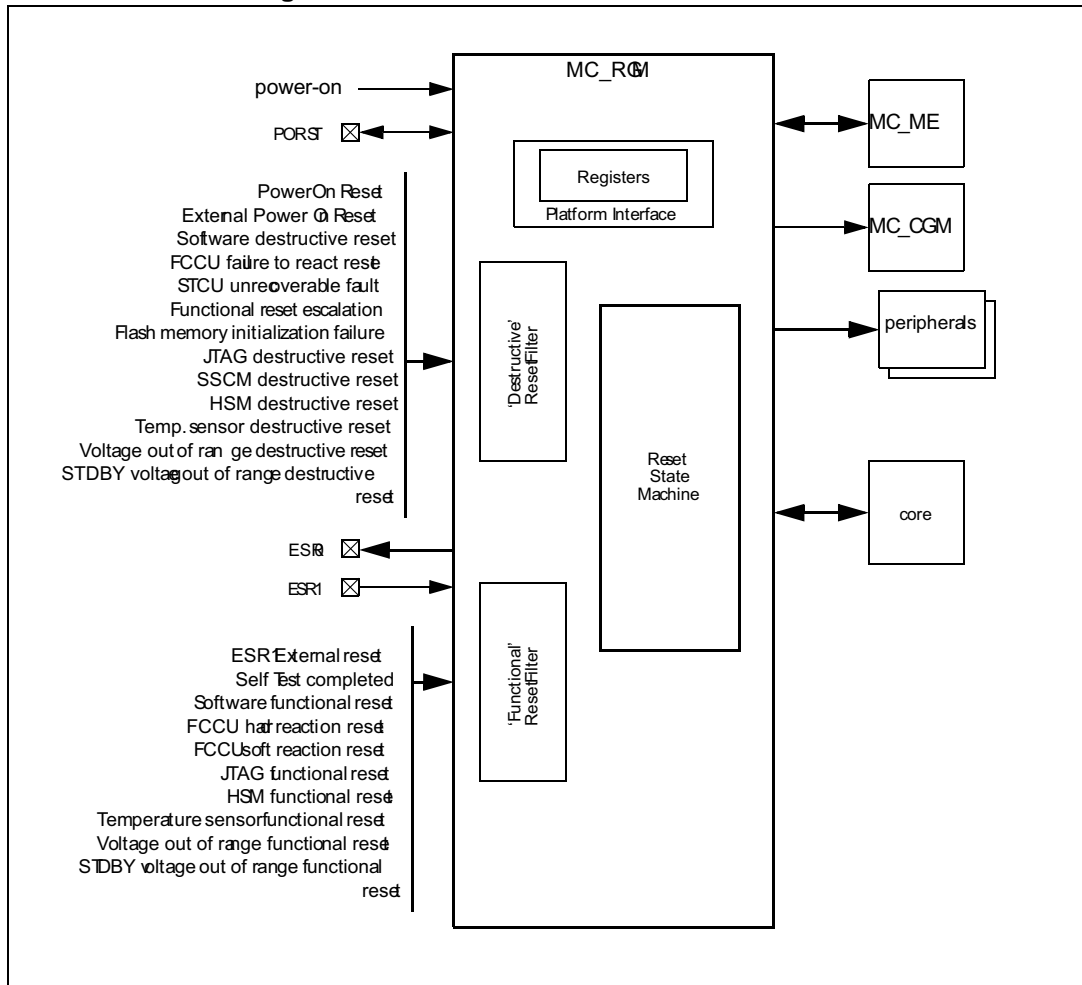 MC_RGM
power-on
PORST
Registers
Platform Interface
PowerOn Reset
External Power On Reset
Software destructive reset
FCCU failure to react reset
STCU unrecoverable fault
Functional reset escalation
Flash memory initialization failure
JTAG destructive reset
SSCM destructive reset
HSM destructive reset
Temp. sensor destructive reset
Voltage out of range destructive reset
STDBY voltage out of range destructive
reset
'Destructive'
Reset Filter
Reset
State
Machine
MC_ME
MC_CGM
peripherals
core
ESR0
ESR1
ESR1 External reset
Self Test completed
Software functional reset
FCCU hard reaction reset
FCCU soft reaction reset
JTAG functional reset
HSM functional reset
Temperature sensor functional reset
Voltage out of range functional reset
STDBY voltage out of range functional
reset
'Functional'
Reset Filter